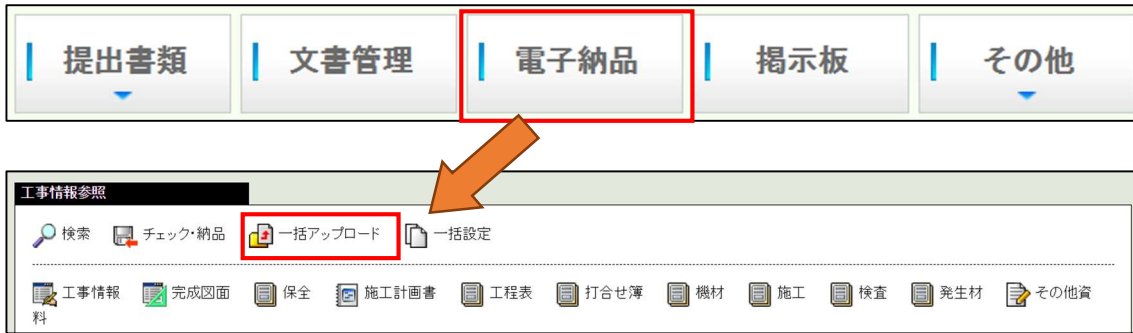 提出書類 文書管理 電子納品 掲示板 その他
工事情報参照
検索 チェック・納品 一括アップロード 一括設定
工事情報 完成図面 保全 施工計画書 工程表 打合せ簿 機材 施工 検査 発生材 その他資
料